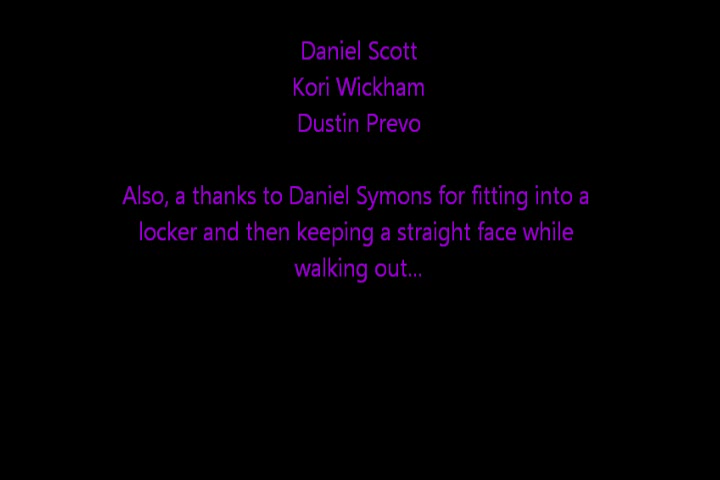 Daniel Scott
Kori Wickham
Dustin Prevo
Also, a thanks to Daniel Symons for fitting into a
locker and then keeping a straight face while
walking out...